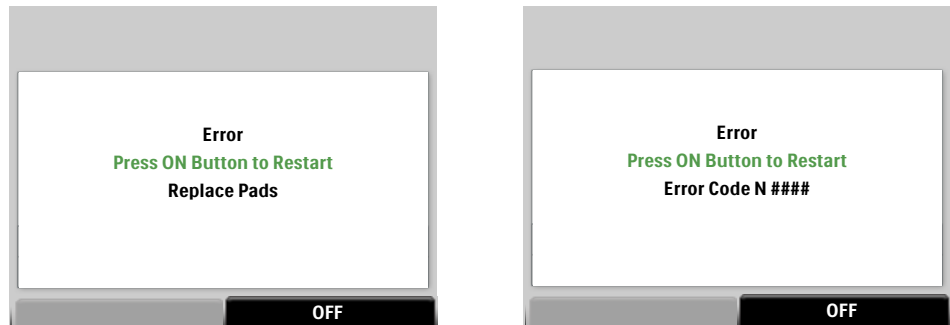 Error
Press ON Button to Restart
Replace Pads
OFF
Error
Press ON Button to Restart
Error Code N ####
OFF